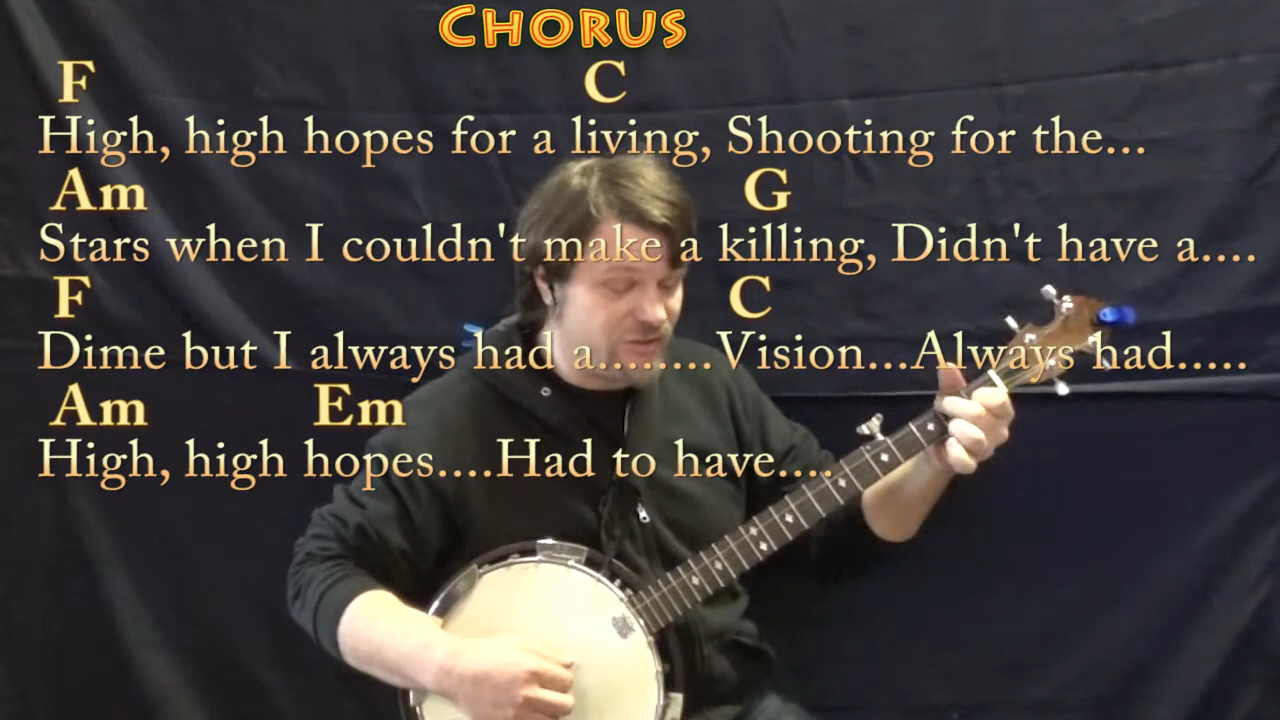 CHORUS
F C
High, high hopes for a living, Shooting for the...
Am G
Stars when I couldn't make a killing, Didn't have a....
F C
Dime but I always had a........Vision...Always had.....
Am Em
High, high hopes....Had to have....